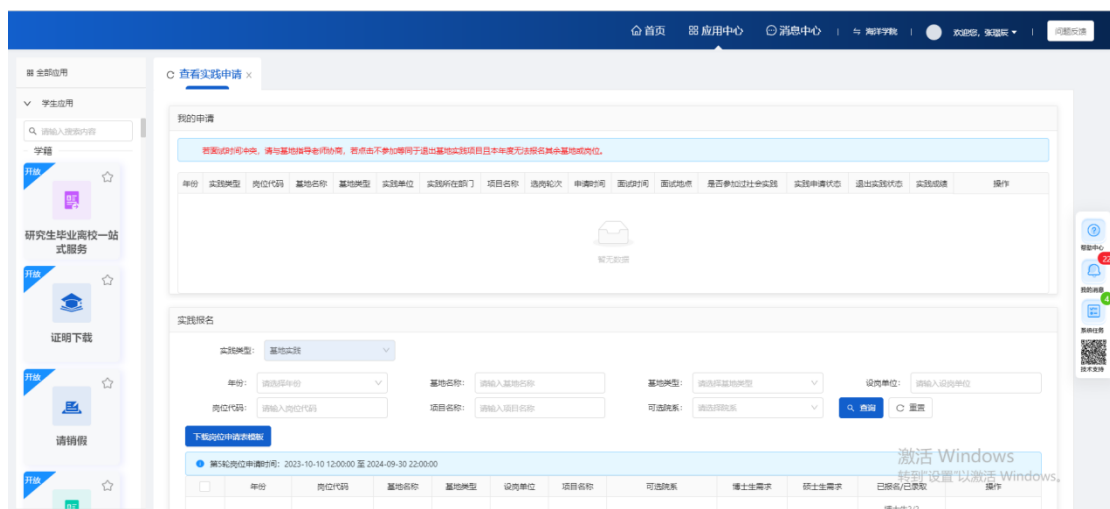 首页 应用中心 消息中心 海洋学院 欢迎您, 张琨辰 问题反馈
全部应用
查看实践申请
学生应用
请输入搜索内容
学籍
开放
研究生毕业离校一站
式服务
开放
证明下载
开放
请销假
开放
我的申请
若面试时间冲突，请与基地指导老师协商，若点击不参加等同于退出基地实践项目且本年度无法报名其余基地或岗位。
年份 实践类型 岗位代码 基地名称 基地类型 实践单位 实践所在部门 项目名称 选岗轮次 申请时间 面试时间 面试地点 是否参加过社会实践 实践申请状态 退出实践状态 实践成绩 操作
暂无数据
实践报名
实践类型: 基地实践
年份: 请选择年份 基地名称: 请输入基地名称 基地类型: 请选择基地类型 设岗单位: 请输入设岗单位
岗位代码: 请输入岗位代码 项目名称: 请输入项目名称 可选院系: 请选择院系 查询 重置
下载岗位申请表模板
第5轮岗位申请时间: 2023-10-10 12:00:00 至 2024-09-30 22:00:00
年份 岗位代码 基地名称 基地类型 设岗单位 项目名称 可选院系 博士生需求 硕士生需求 已报名/已录取 操作
帮助中心
22
我的消息
4
系统任务
技术支持
激活 Windows
转到"设置"以激活 Windows。